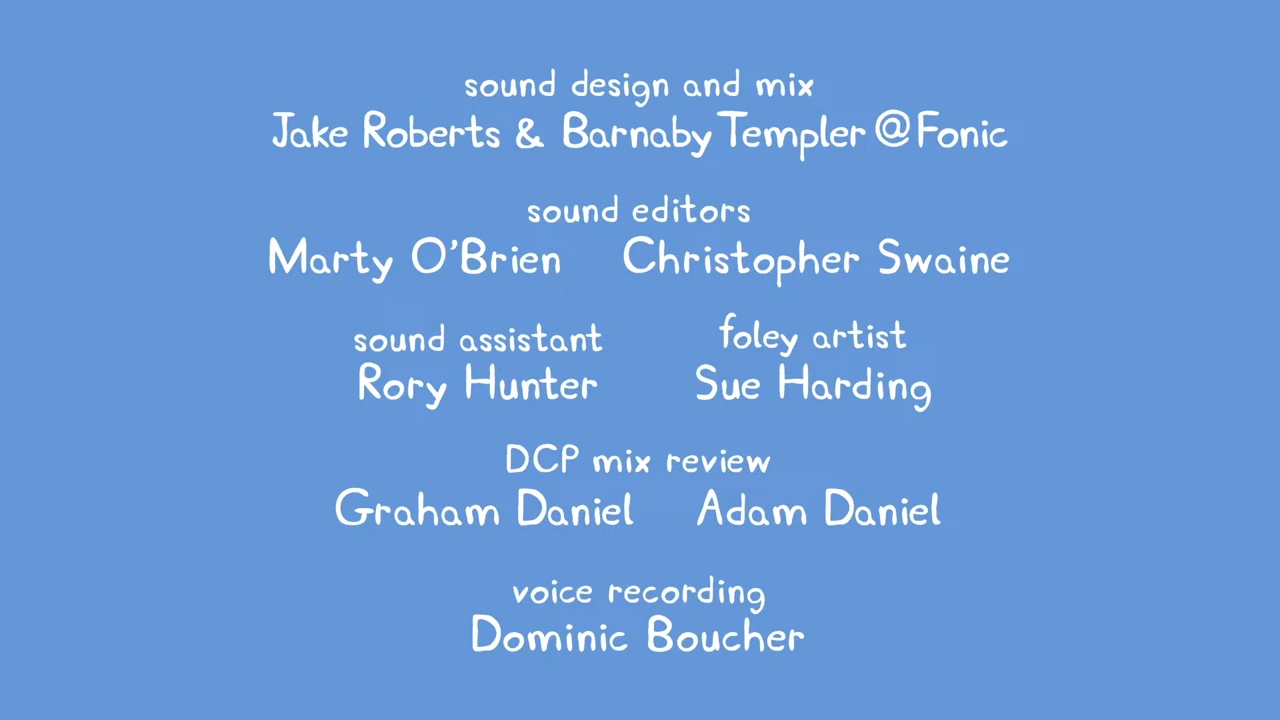 sound design and mix
Jake Roberts & Barnaby Templer @ Fonic
sound editors
Marty O'Brien Christopher Swaine
sound assistant foley artist
Rory Hunter Sue Harding
DCP mix review
Graham Daniel Adam Daniel
voice recording
Dominic Boucher